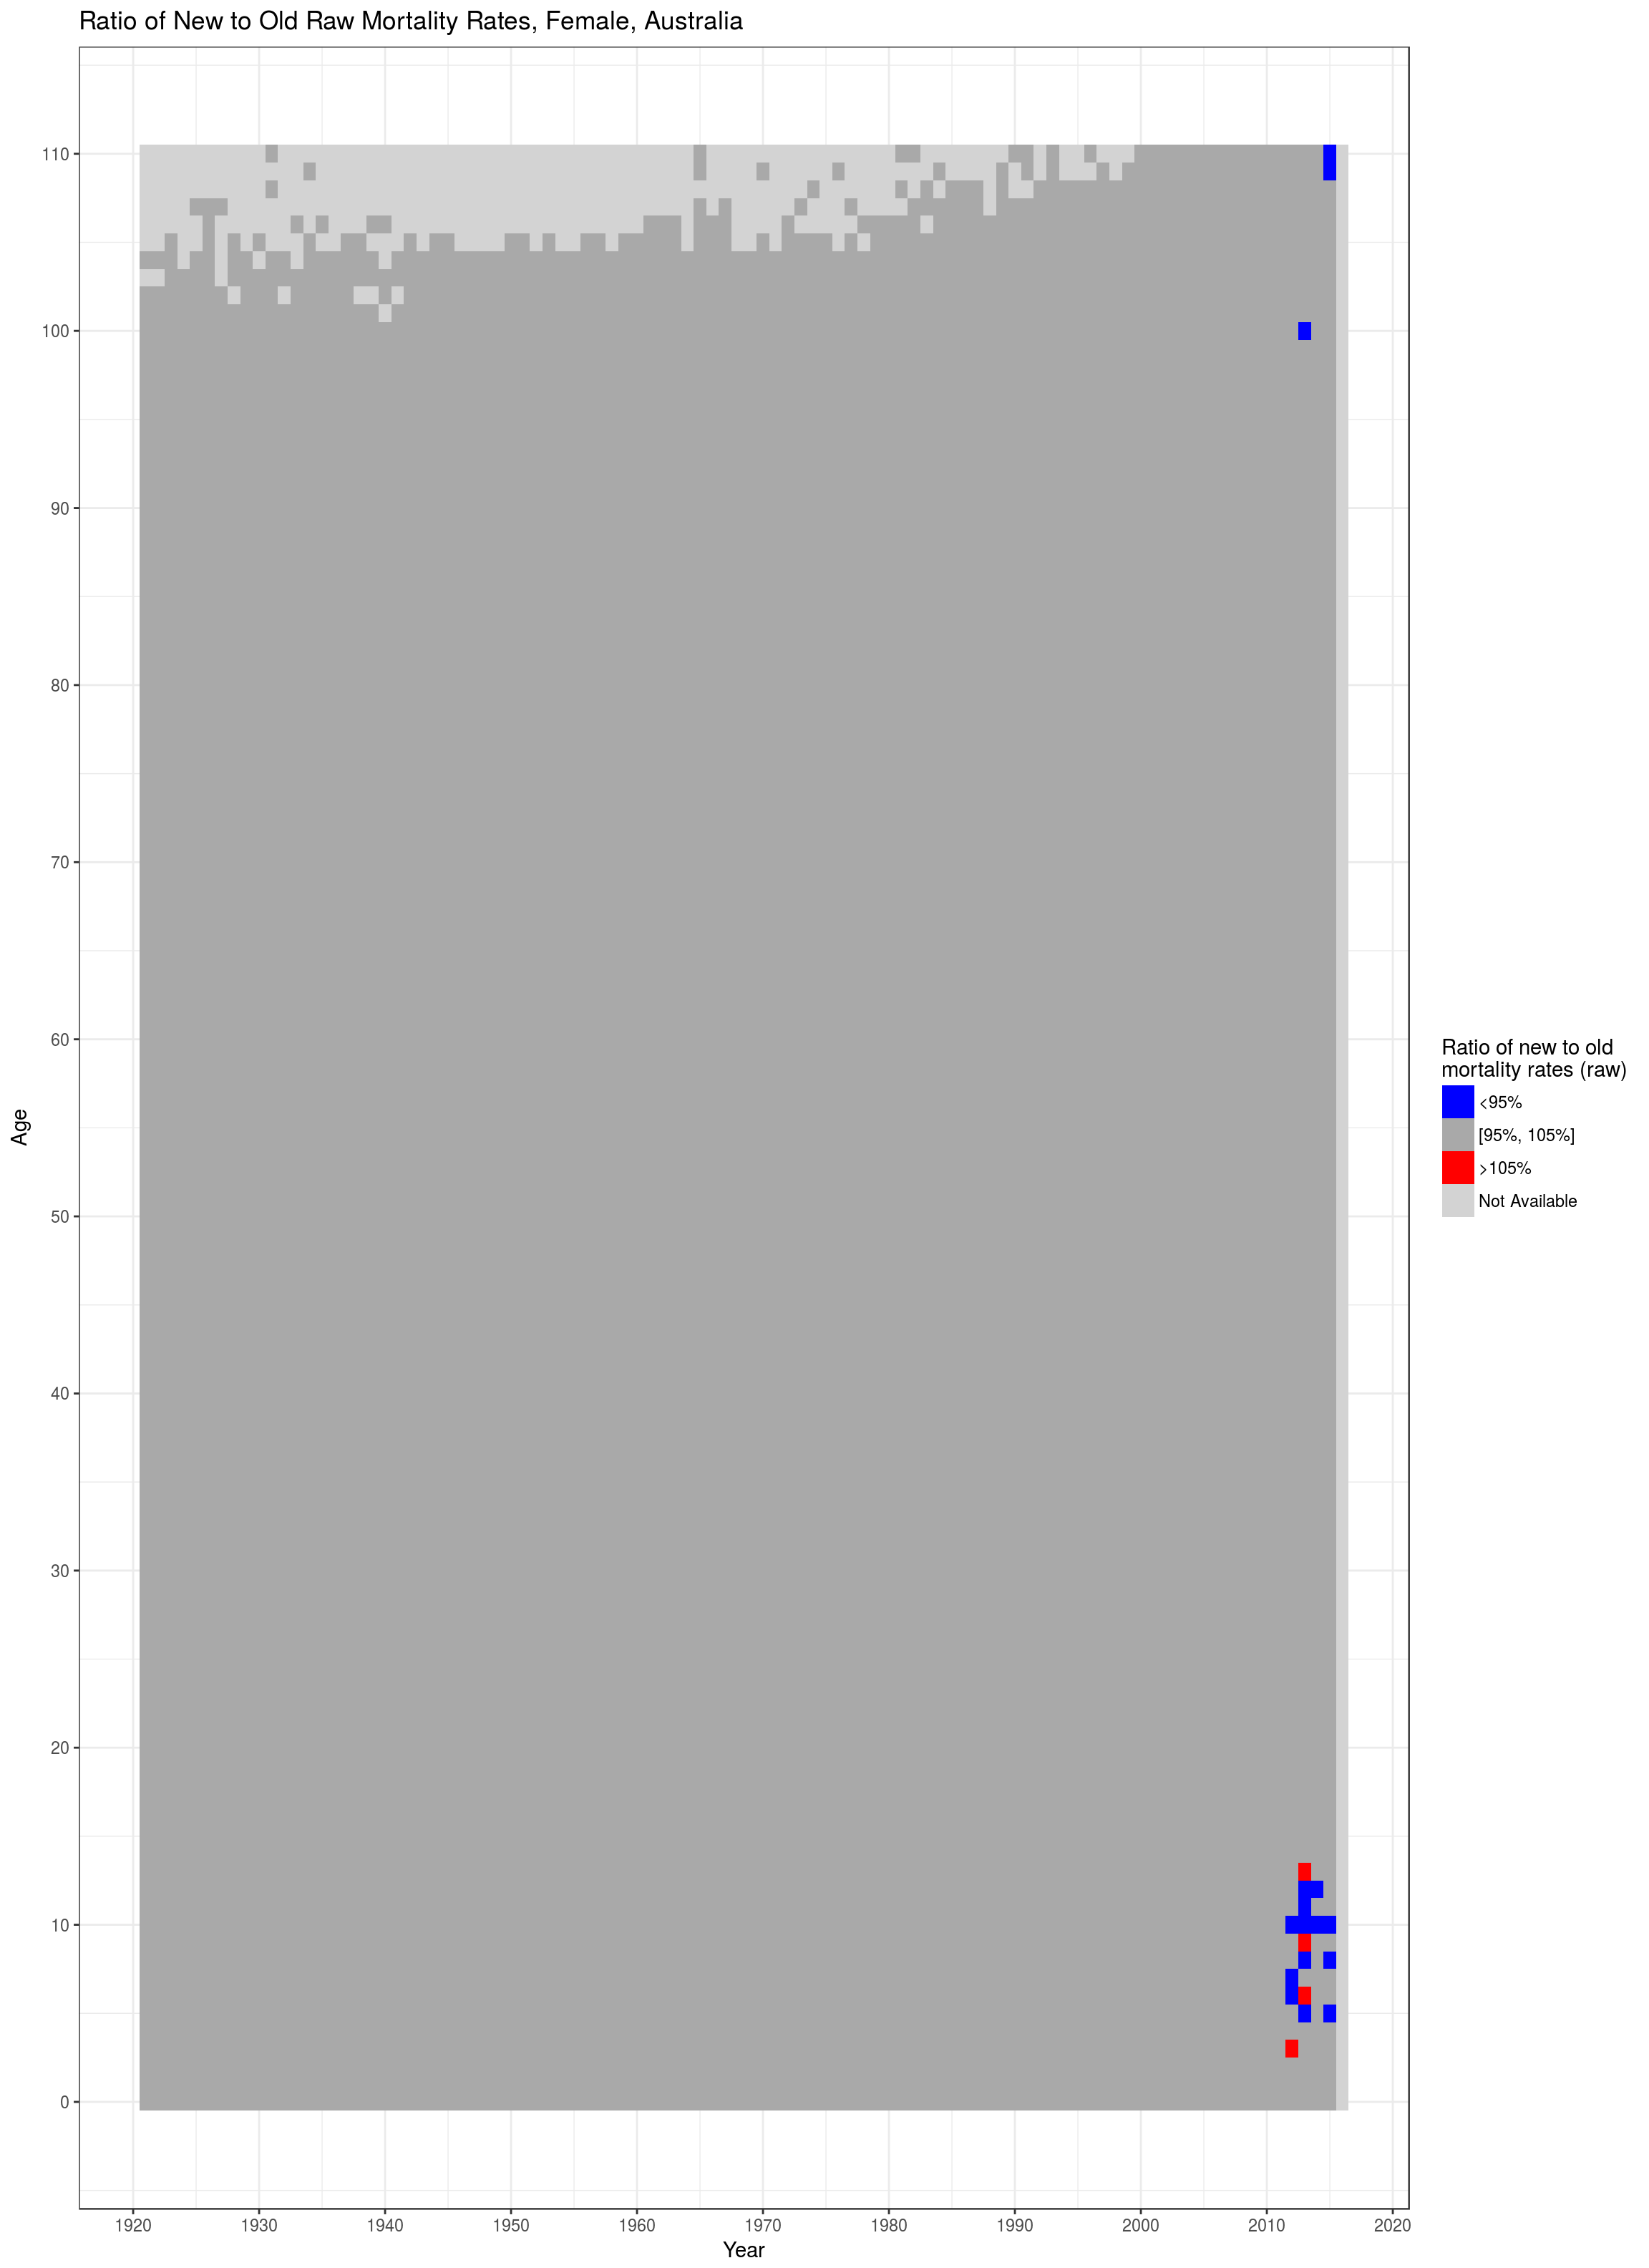 Ratio of New to Old Raw Mortality Rates, Female, Australia
110
100
90
80
70
60
50
40
30
20
10
0
Age
1920 1930 1940 1950 1960 1970 1980 1990 2000 2010 2020
Year
Ratio of new to old
mortality rates (raw)
<95%
[95%, 105%]
>105%
Not Available